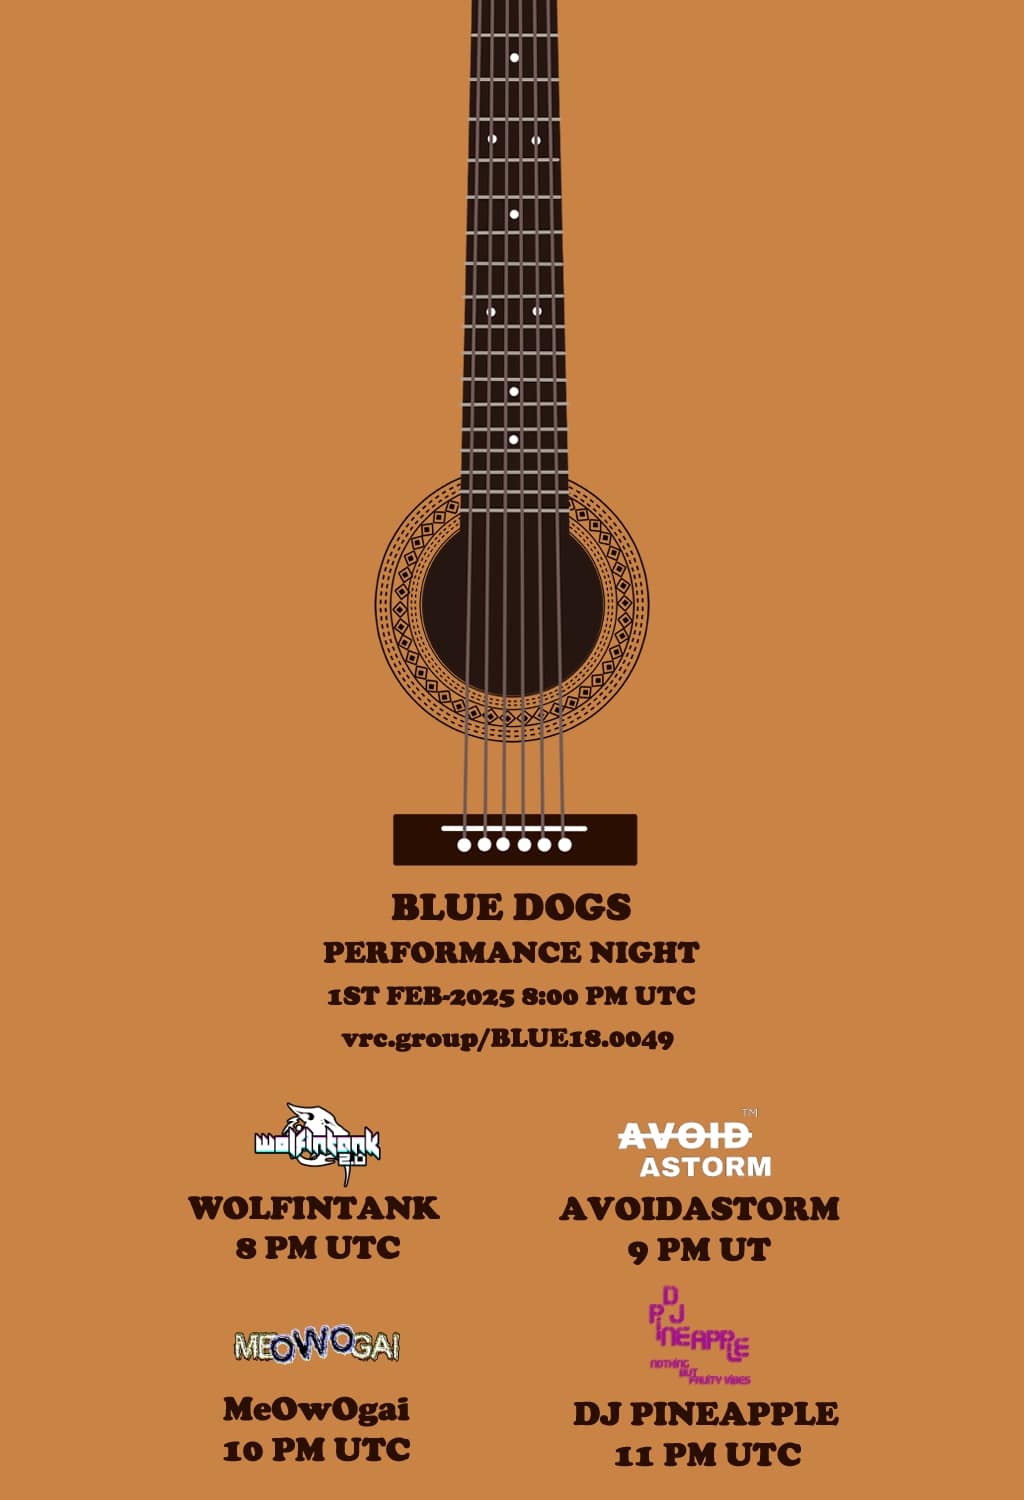 BLUE DOGS
PERFORMANCE NIGHT
1ST FEB-2025 8:00 PM UTC
vrc.group/BLUE18.0049
wolfintank
2.0
WOLFINTANK
8 PM UTC
AVOID™
ASTORM
AVOIDASTORM
9 PM UT
MEOWOGAI
MeOwOgai
10 PM UTC
DJ
PINEAPPLE
NOTHING
BUT
FRUITY VIBES
DJ PINEAPPLE
11 PM UTC